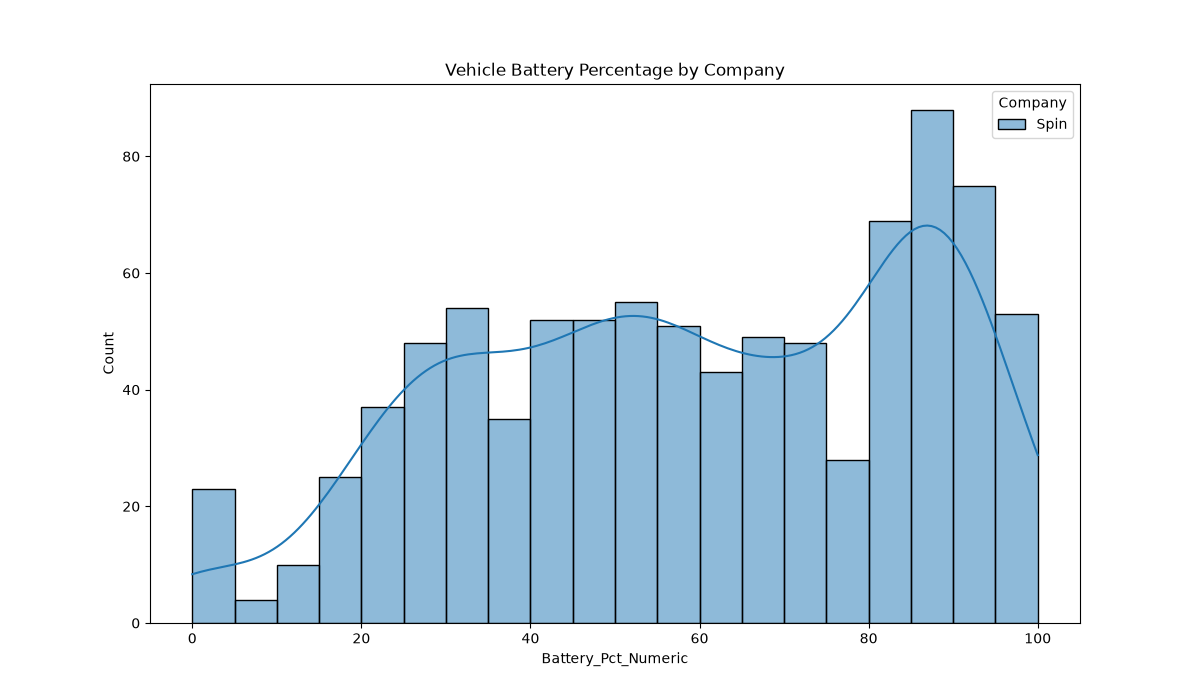 Vehicle Battery Percentage by Company
Company
Spin
Count
80
60
40
20
0
0 20 40 60 80 100
Battery_Pct_Numeric